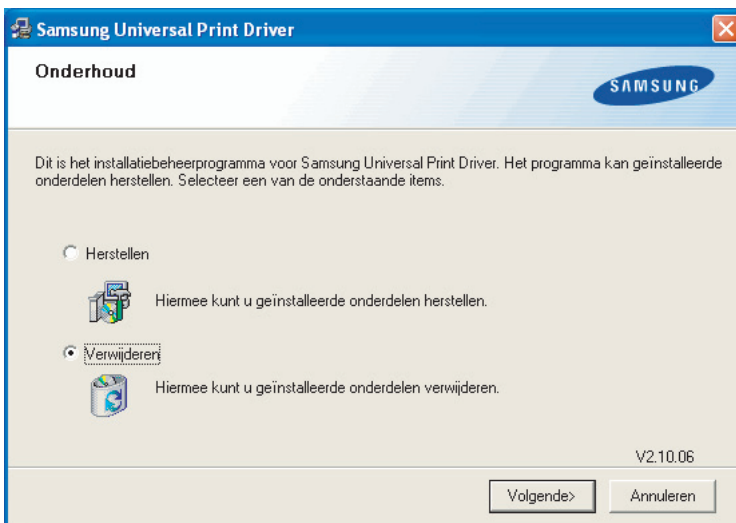 Samsung Universal Print Driver
Onderhoud
SAMSUNG
Dit is het installatiebeheerprogramma voor Samsung Universal Print Driver. Het programma kan geïnstalleerde
onderdelen herstellen. Selecteer een van de onderstaande items.
Herstellen
Hiermee kunt u geïnstalleerde onderdelen herstellen.
Verwijderen
Hiermee kunt u geïnstalleerde onderdelen verwijderen.
V2.10.06
Volgende>
Annuleren